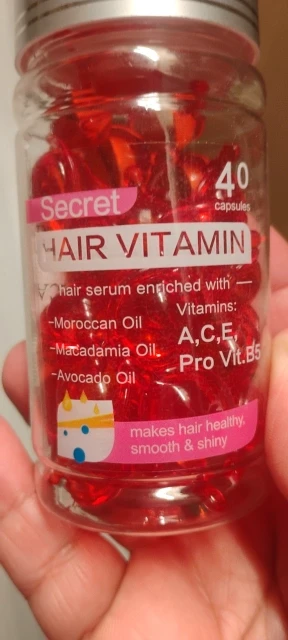 40
capsules
Secret
HAIR VITAMIN
hair serum enriched with
-Moroccan Oil
-Macadamia Oil
-Avocado Oil
Vitamins:
A,C,E,
Pro Vit.B5
makes hair healthy,
smooth & shiny